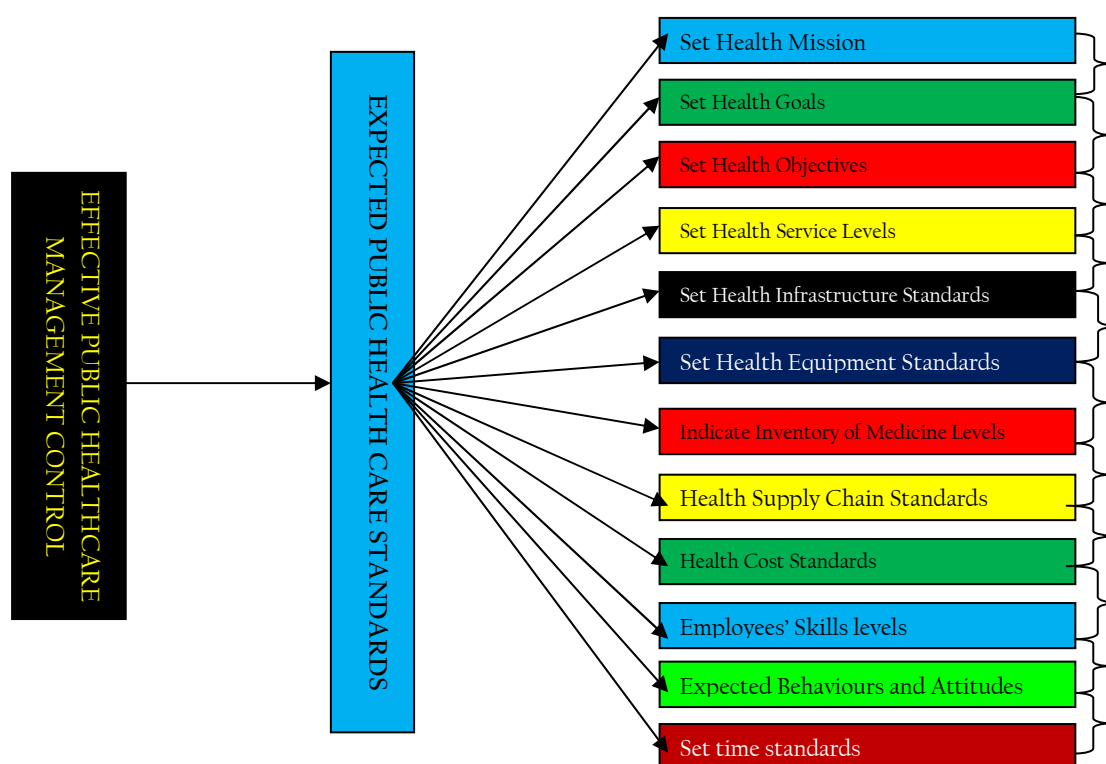 EFFECTIVE PUBLIC HEALTHCARE
MANAGEMENT CONTROL
EXPECTED PUBLIC HEALTH CARE STANDARDS
Set Health Mission
Set Health Goals
Set Health Objectives
Set Health Service Levels
Set Health Infrastructure Standards
Set Health Equipment Standards
Indicate Inventory of Medicine Levels
Health Supply Chain Standards
Health Cost Standards
Employees’ Skills levels
Expected Behaviours and Attitudes
Set time standards